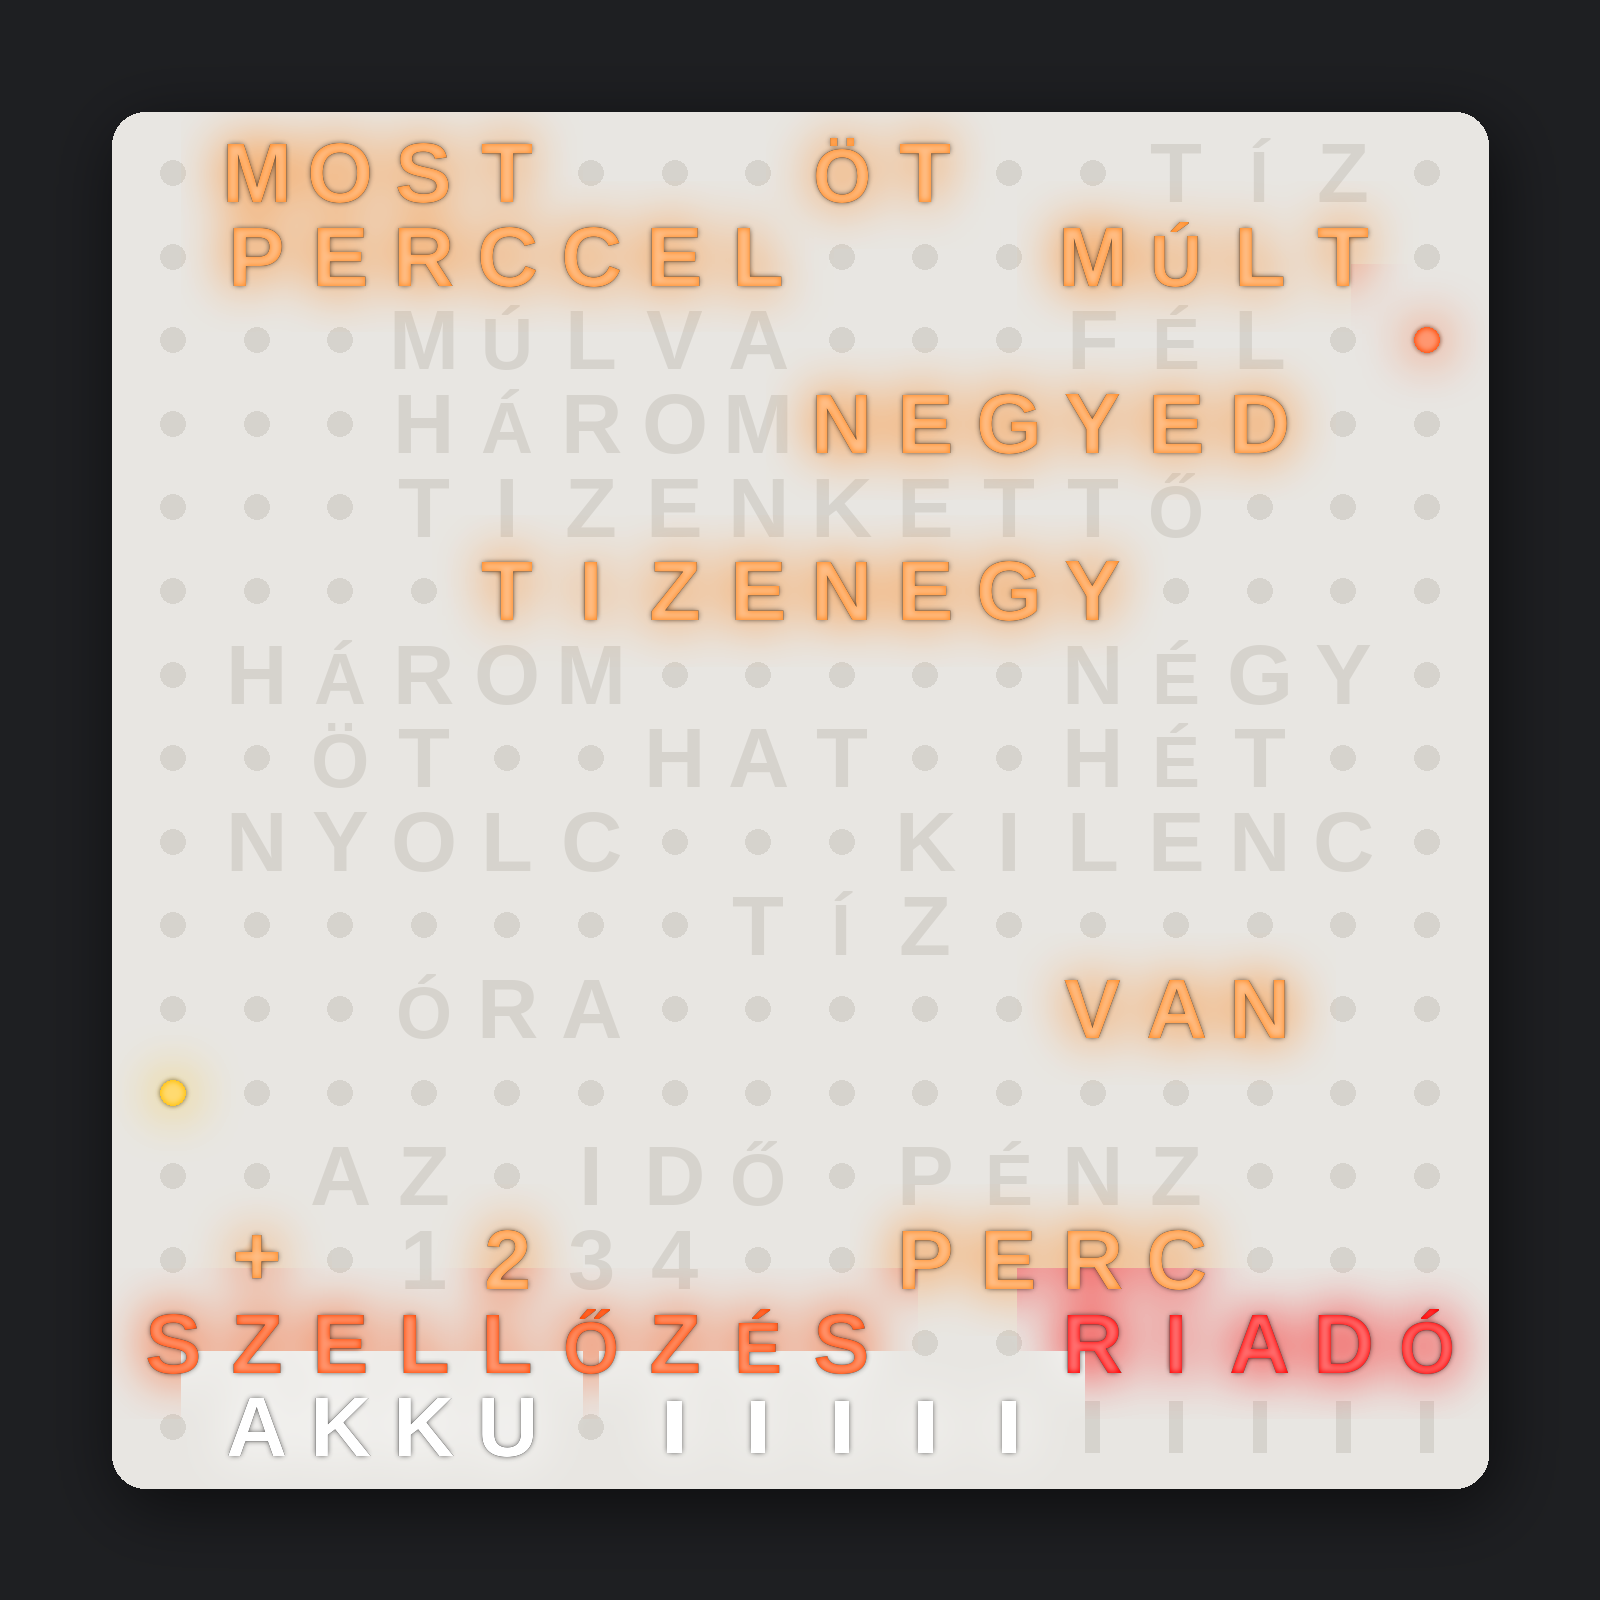 MOST ÖT TÍZ
PERCCEL MÚLT
MÚLVA FÉL
HÁROMNEGYED
TIZENKETTŐ
TIZENEGY
HÁROM NÉGY
ÖT HAT HÉT
NYOLC KILENC
TÍZ
ÓRA VAN
AZ IDŐ PÉNZ
+ 1 2 3 4 PERC
SZELLŐZÉS RIADÓ
AKKU I I I I I I I I I I